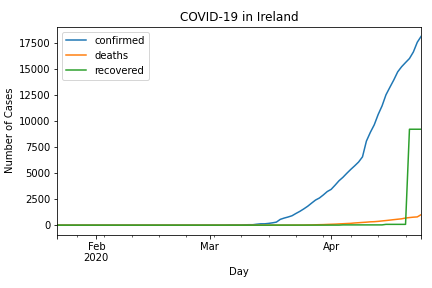 COVID-19 in Ireland
confirmed
deaths
recovered
17500
15000
12500
10000
7500
5000
2500
0
Number of Cases
Feb
2020
Mar
Apr
Day